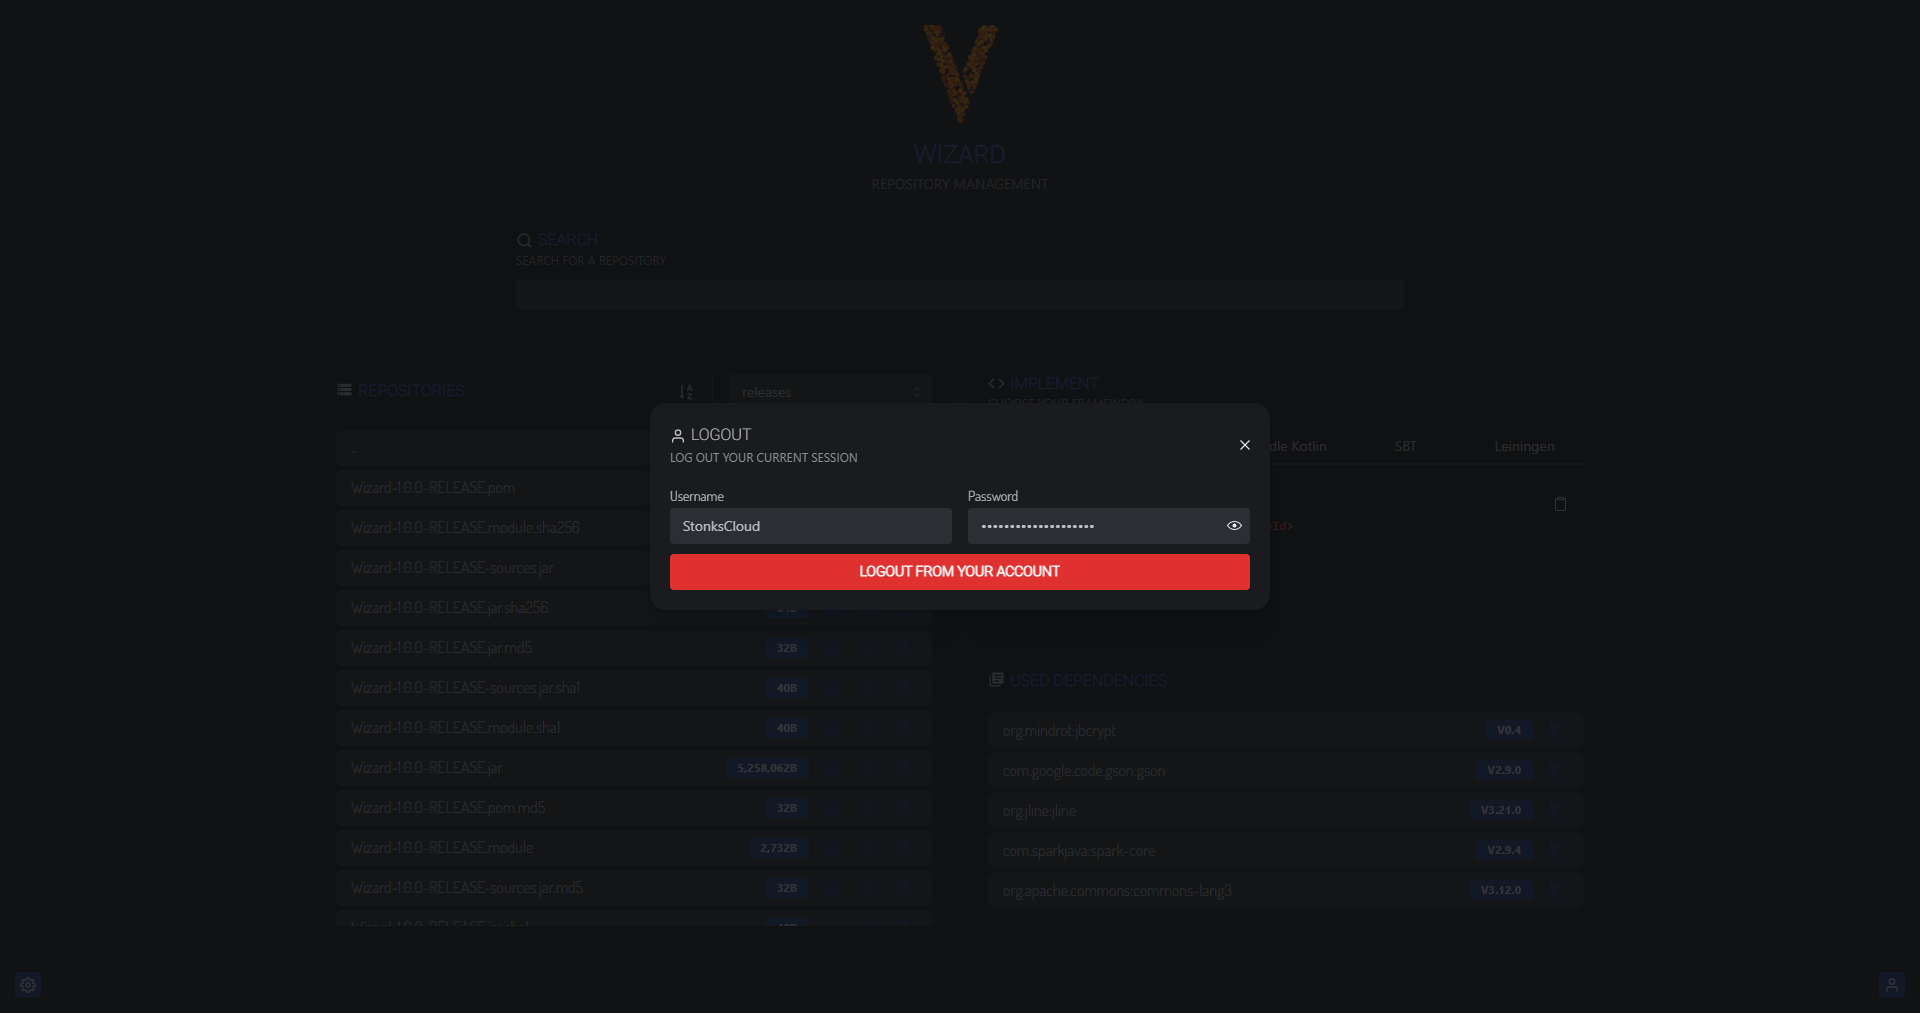 WIZARD
REPOSITORY MANAGEMENT
SEARCH
SEARCH FOR A REPOSITORY
REPOSITORIES
releases
IMPLEMENT
CHOOSE YOUR FRAMEWORK
dle Kotlin
SBT
Leiningen
Id>
LOGOUT
LOG OUT YOUR CURRENT SESSION
Username
Password
StonksCloud
••••••••••••••••••••
LOGOUT FROM YOUR ACCOUNT
..
Wizard-1.0.0-RELEASE.pom
Wizard-1.0.0-RELEASE.module.sha256
Wizard-1.0.0-RELEASE-sources.jar
Wizard-1.0.0-RELEASE.jar.sha256
Wizard-1.0.0-RELEASE.jar.md5 32B
Wizard-1.0.0-RELEASE-sources.jar.sha1 40B
Wizard-1.0.0-RELEASE.module.sha1 40B
Wizard-1.0.0-RELEASE.jar 5,258,062B
Wizard-1.0.0-RELEASE.pom.md5 32B
Wizard-1.0.0-RELEASE.module 2,732B
Wizard-1.0.0-RELEASE-sources.jar.md5 32B
USED DEPENDENCIES
org.mindrot:jbcrypt V0.4
com.google.code.gson:gson V2.9.0
org.jline:jline V3.21.0
com.sparkjava:spark-core V2.9.4
org.apache.commons:commons-lang3 V3.12.0